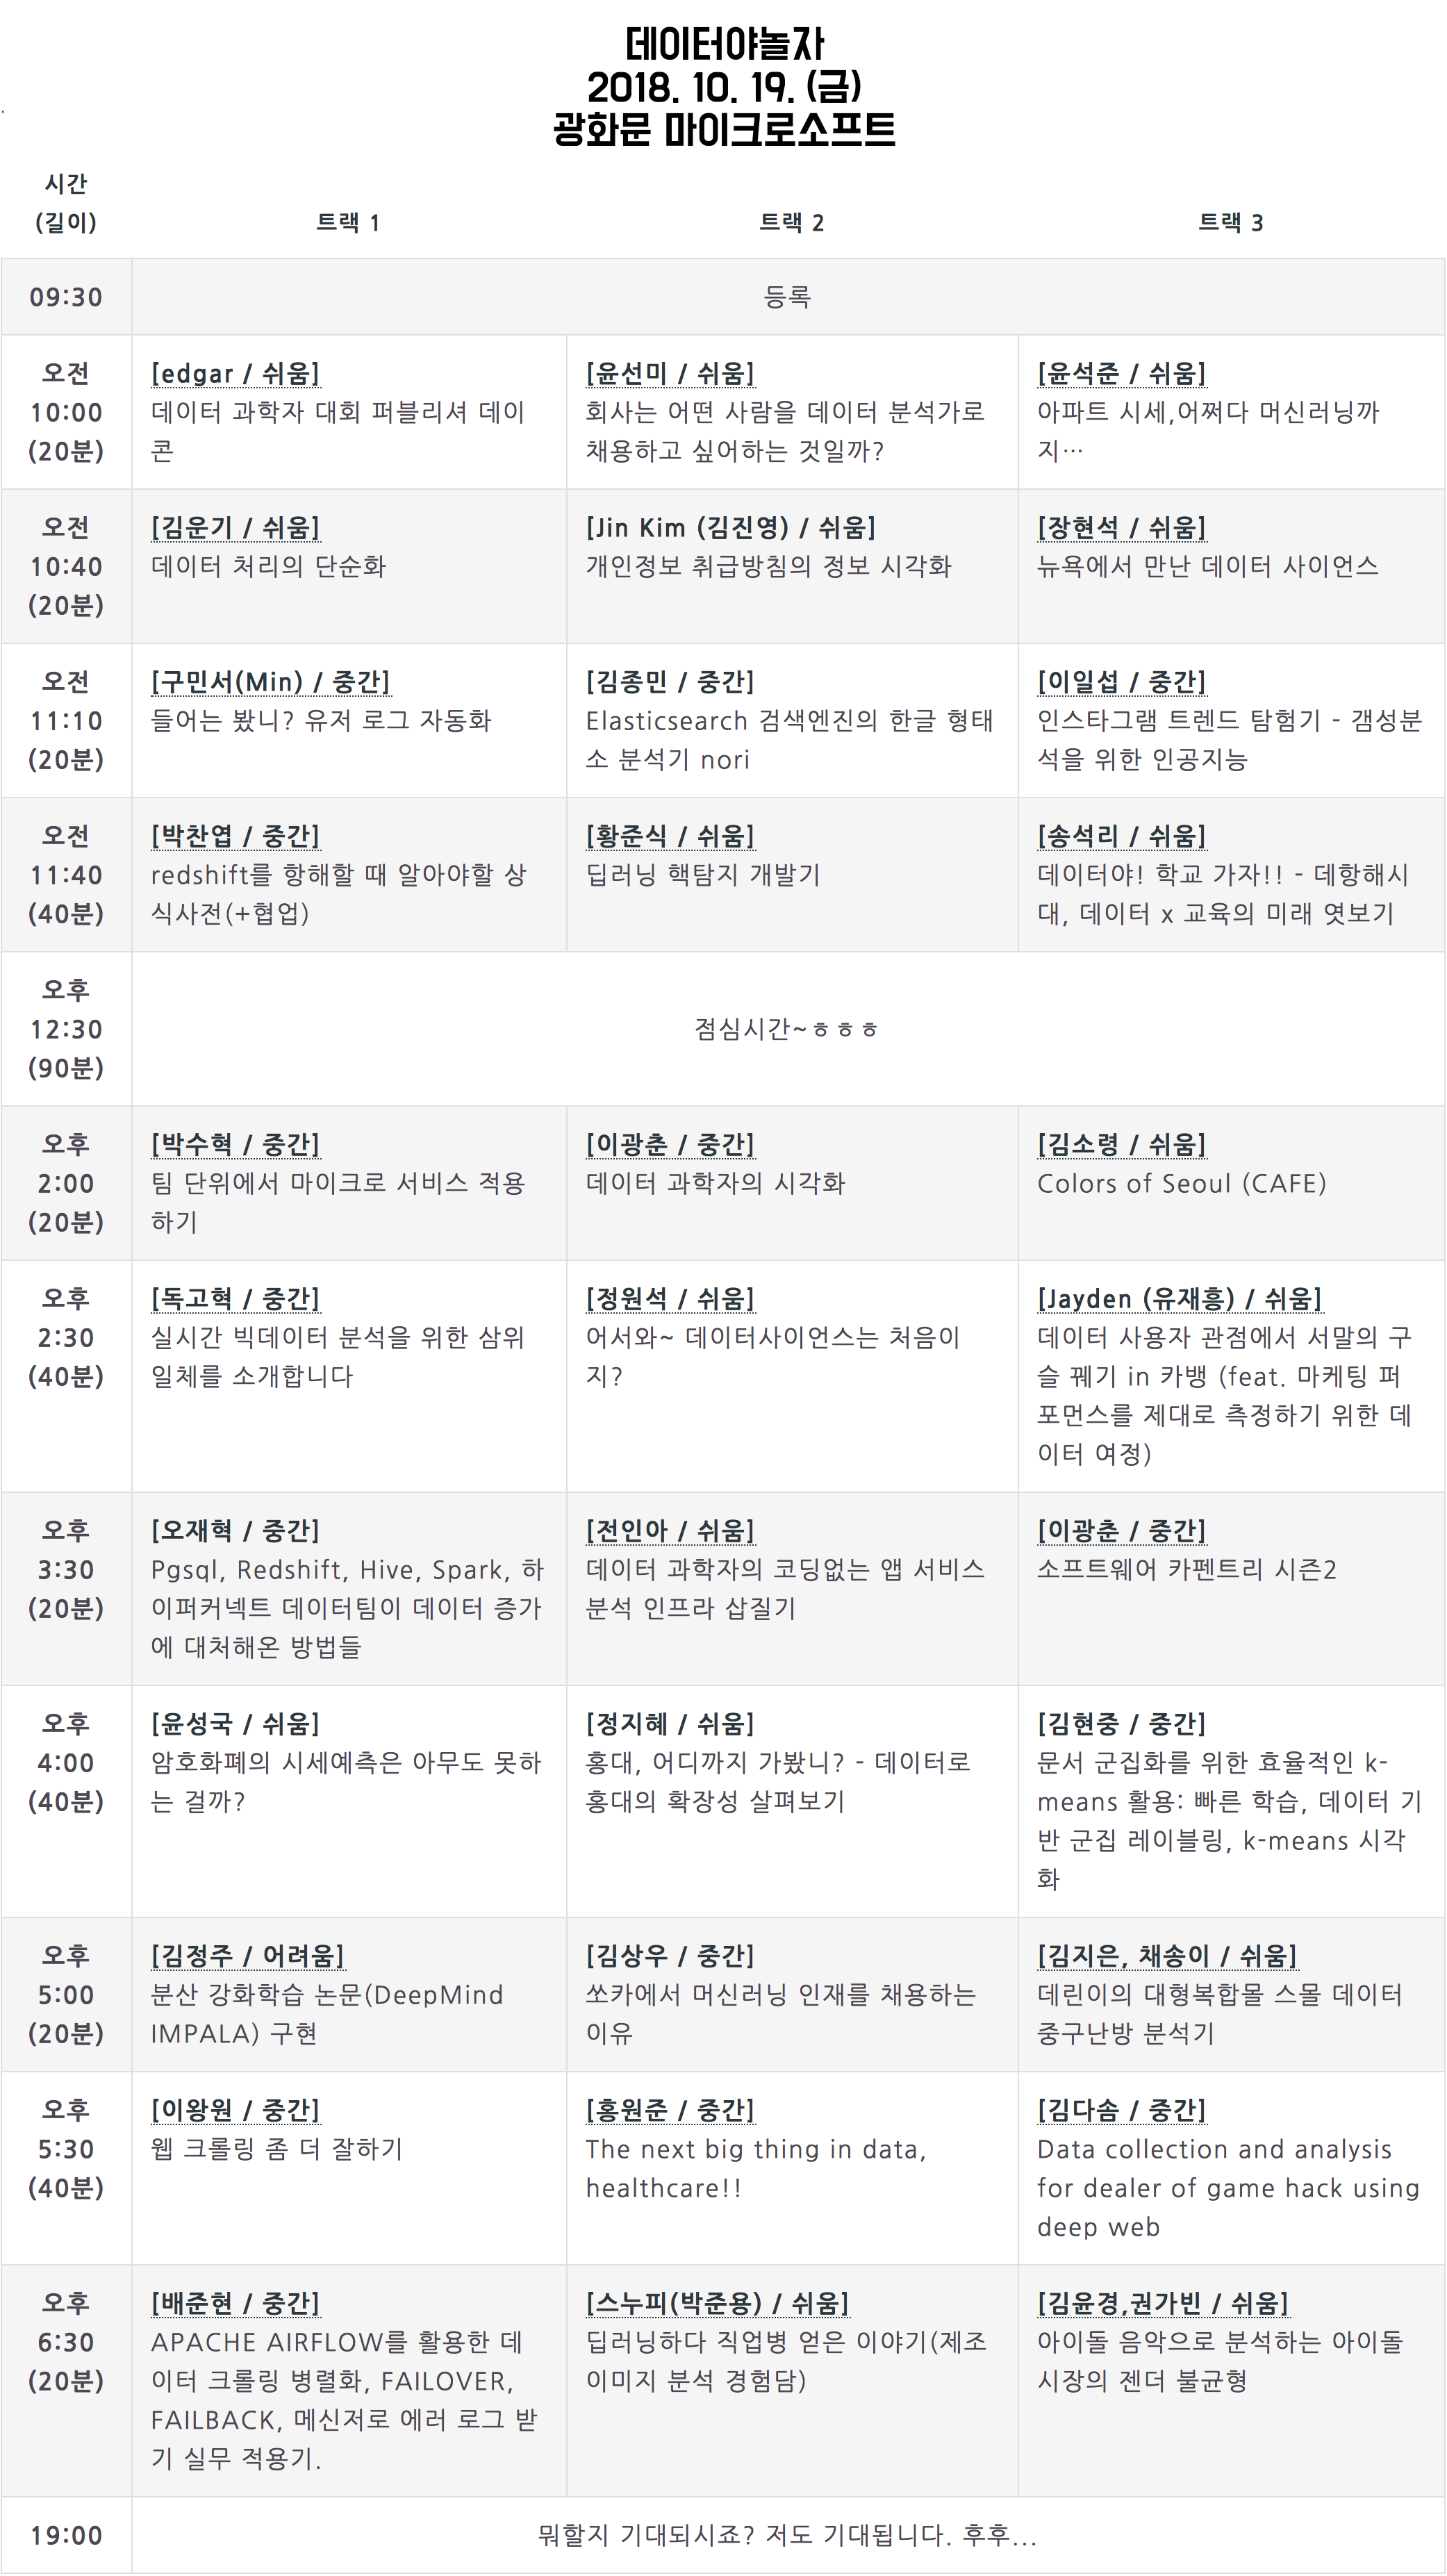 데이터야놀자
2018. 10. 19. (금)
광화문 마이크로소프트
시간
(길이)
트랙 1
트랙 2
트랙 3
09:30
등록
오전
10:00
(20분)
[edgar / 쉬움]
데이터 과학자 대회 퍼블리셔 데이
콘
[윤선미 / 쉬움]
회사는 어떤 사람을 데이터 분석가로
채용하고 싶어하는 것일까?
[윤석준 / 쉬움]
아파트 시세,어쩌다 머신러닝까
지…
오전
10:40
(20분)
[김운기 / 쉬움]
데이터 처리의 단순화
[Jin Kim (김진영) / 쉬움]
개인정보 취급방침의 정보 시각화
[장현석 / 쉬움]
뉴욕에서 만난 데이터 사이언스
오전
11:10
(20분)
[구민서(Min) / 중간]
들어는 봤니? 유저 로그 자동화
[김종민 / 중간]
Elasticsearch 검색엔진의 한글 형태
소 분석기 nori
[이일섭 / 중간]
인스타그램 트렌드 탐험기 - 갬성분
석을 위한 인공지능
오전
11:40
(40분)
[박찬엽 / 중간]
redshift를 항해할 때 알아야할 상
식사전(+협업)
[황준식 / 쉬움]
딥러닝 핵탐지 개발기
[송석리 / 쉬움]
데이터야! 학교 가자!! - 데항해시
대, 데이터 x 교육의 미래 엿보기
오후
12:30
(90분)
점심시간~ㅎㅎㅎ
오후
2:00
(20분)
[박수혁 / 중간]
팀 단위에서 마이크로 서비스 적용
하기
[이광춘 / 중간]
데이터 과학자의 시각화
[김소령 / 쉬움]
Colors of Seoul (CAFE)
오후
2:30
(40분)
[독고혁 / 중간]
실시간 빅데이터 분석을 위한 삼위
일체를 소개합니다
[정원석 / 쉬움]
어서와~ 데이터사이언스는 처음이
지?
[Jayden (유재흥) / 쉬움]
데이터 사용자 관점에서 서말의 구
슬 꿰기 in 카뱅 (feat. 마케팅 퍼
포먼스를 제대로 측정하기 위한 데
이터 여정)
오후
3:30
(20분)
[오재혁 / 중간]
Pgsql, Redshift, Hive, Spark, 하
이퍼커넥트 데이터팀이 데이터 증가
에 대처해온 방법들
[전인아 / 쉬움]
데이터 과학자의 코딩없는 앱 서비스
분석 인프라 삽질기
[이광춘 / 중간]
소프트웨어 카펜트리 시즌2
오후
4:00
(40분)
[윤성국 / 쉬움]
암호화폐의 시세예측은 아무도 못하
는 걸까?
[정지혜 / 쉬움]
홍대, 어디까지 가봤니? - 데이터로
홍대의 확장성 살펴보기
[김현중 / 중간]
문서 군집화를 위한 효율적인 k-
means 활용: 빠른 학습, 데이터 기
반 군집 레이블링, k-means 시각
화
오후
5:00
(20분)
[김정주 / 어려움]
분산 강화학습 논문(DeepMind
IMPALA) 구현
[김상우 / 중간]
쏘카에서 머신러닝 인재를 채용하는
이유
[김지은, 채송이 / 쉬움]
데린이의 대형복합몰 스몰 데이터
중구난방 분석기
오후
5:30
(40분)
[이왕원 / 중간]
웹 크롤링 좀 더 잘하기
[홍원준 / 중간]
The next big thing in data,
healthcare!!
[김다솜 / 중간]
Data collection and analysis
for dealer of game hack using
deep web
오후
6:30
(20분)
[배준현 / 중간]
APACHE AIRFLOW를 활용한 데
이터 크롤링 병렬화, FAILOVER,
FAILBACK, 메신저로 에러 로그 받
기 실무 적용기.
[스누피(박준용) / 쉬움]
딥러닝하다 직업병 얻은 이야기(제조
이미지 분석 경험담)
[김윤경,권가빈 / 쉬움]
아이돌 음악으로 분석하는 아이돌
시장의 젠더 불균형
19:00
뭐할지 기대되시죠? 저도 기대됩니다. 후후...